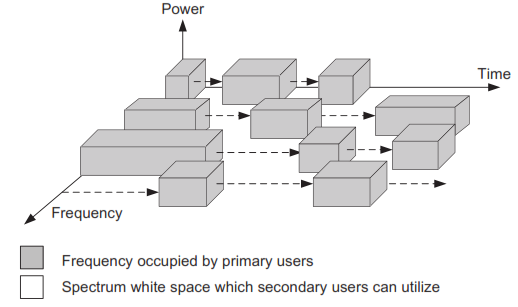 Power
Time
Frequency
Frequency occupied by primary users
Spectrum white space which secondary users can utilize